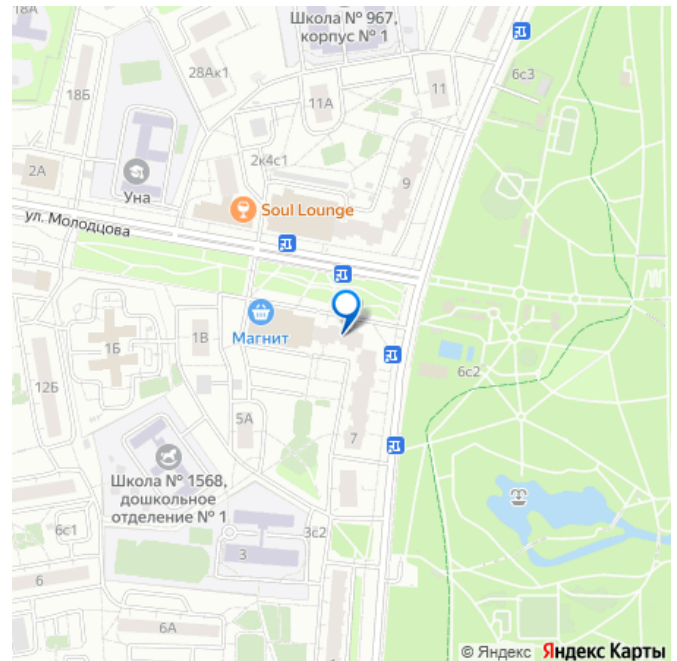 18А
Школа № 967,
корпус № 1
6с3
28Ак1
11
18Б
11А
2к4с1
2А
9
Уна
Soul Lounge
ул. Молодцова
Магнит
1В
1Б
6с2
12Б
5А
7
Школа № 1568,
дошкольное
отделение № 1
6с1
3с2
3
6
6А
© Яндекс Яндекс Карты